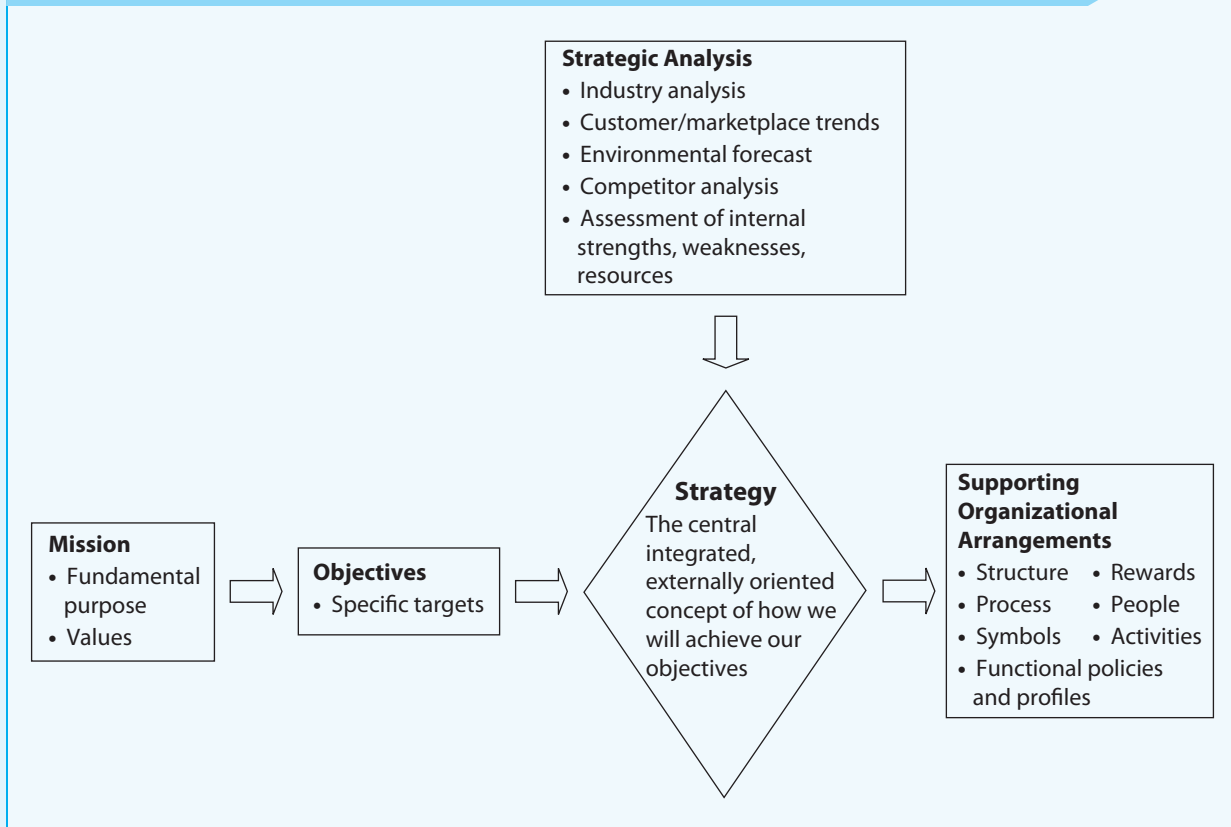 Strategic Analysis
• Industry analysis
• Customer/marketplace trends
• Environmental forecast
• Competitor analysis
• Assessment of internal
strengths, weaknesses,
resources
Mission
• Fundamental
purpose
• Values
Objectives
• Specific targets
Strategy
The central
integrated,
externally oriented
concept of how we
will achieve our
objectives
Supporting
Organizational
Arrangements
• Structure • Rewards
• Process • People
• Symbols • Activities
• Functional policies
and profiles